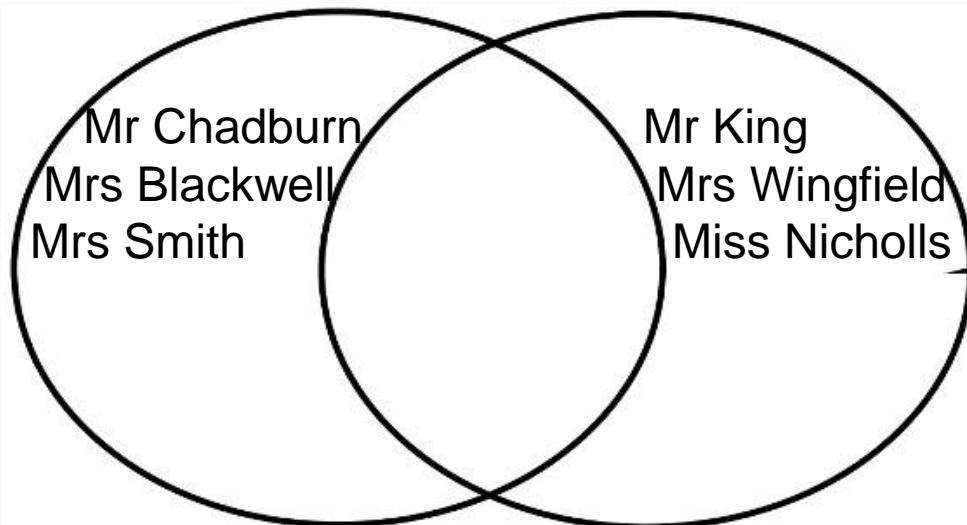 Mr Chadburn
Mrs Blackwell
Mrs Smith
Mr King
Mrs Wingfield
Miss Nicholls